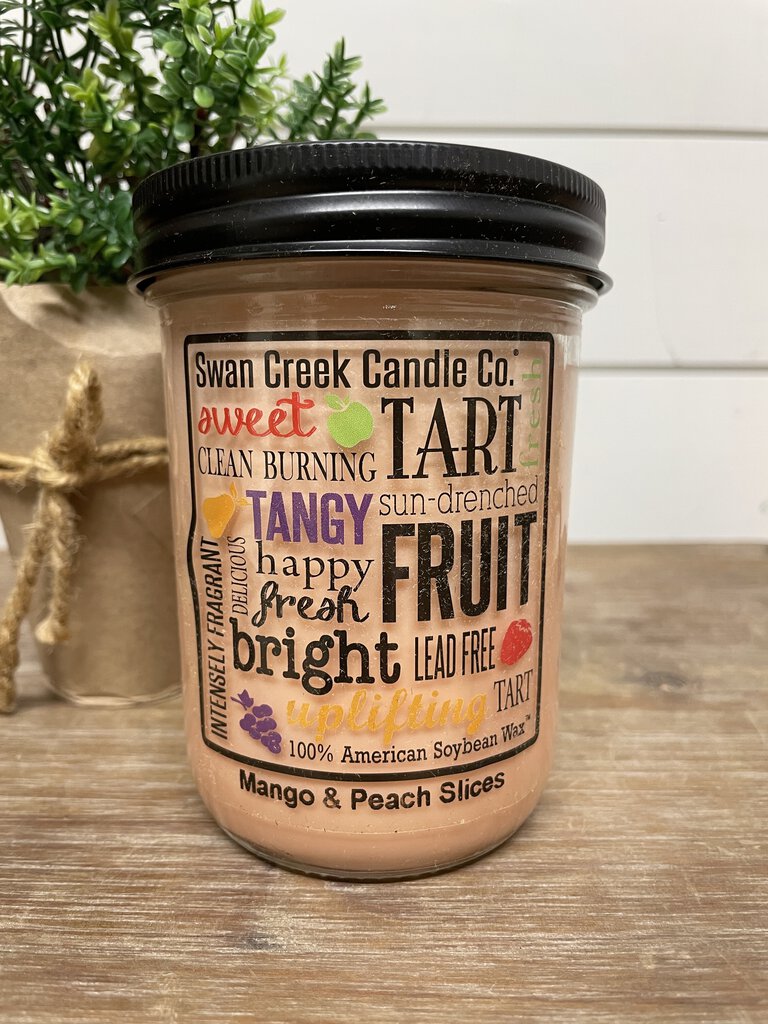 Swan Creek Candle Co.®
sweet
TART
fresh
CLEAN BURNING
TANGY
sun-drenched
FRUIT
happy
fresh
INTENSELY FRAGRANT
DELICIOUS
bright
LEAD FREE
uplifting
TART
100% American Soybean Wax™
Mango & Peach Slices